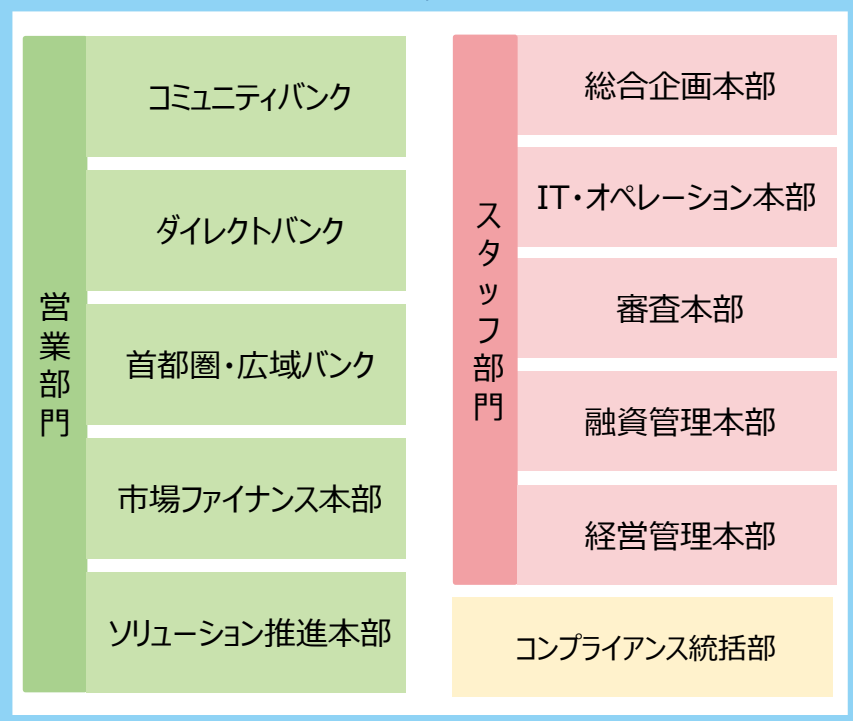 営業部門
コミュニティバンク
ダイレクトバンク
首都圏・広域バンク
市場ファイナンス本部
ソリューション推進本部
スタッフ部門
総合企画本部
IT・オペレーション本部
審査本部
融資管理本部
経営管理本部
コンプライアンス統括部